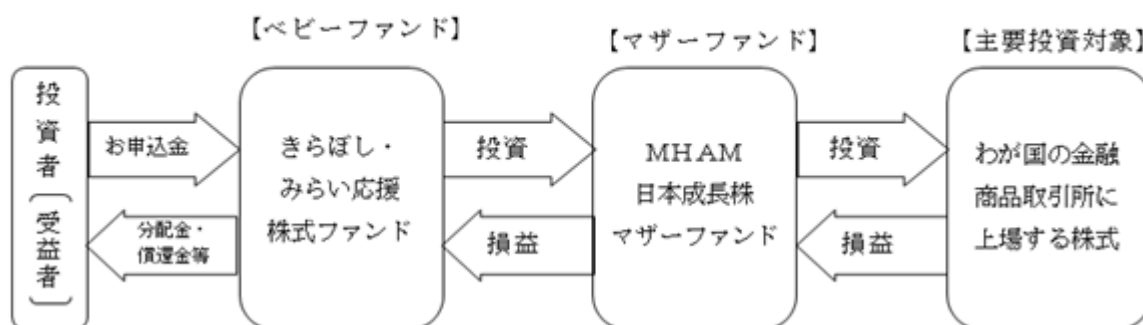 【ベビーファンド】
【マザーファンド】
【主要投資対象】
投資者
(受益者)
お申込金
分配金・
償還金等
きらぼし・
みらい応援
株式ファンド
投資
損益
MHAM
日本成長株
マザーファンド
投資
損益
わが国の金融
商品取引所に
上場する株式